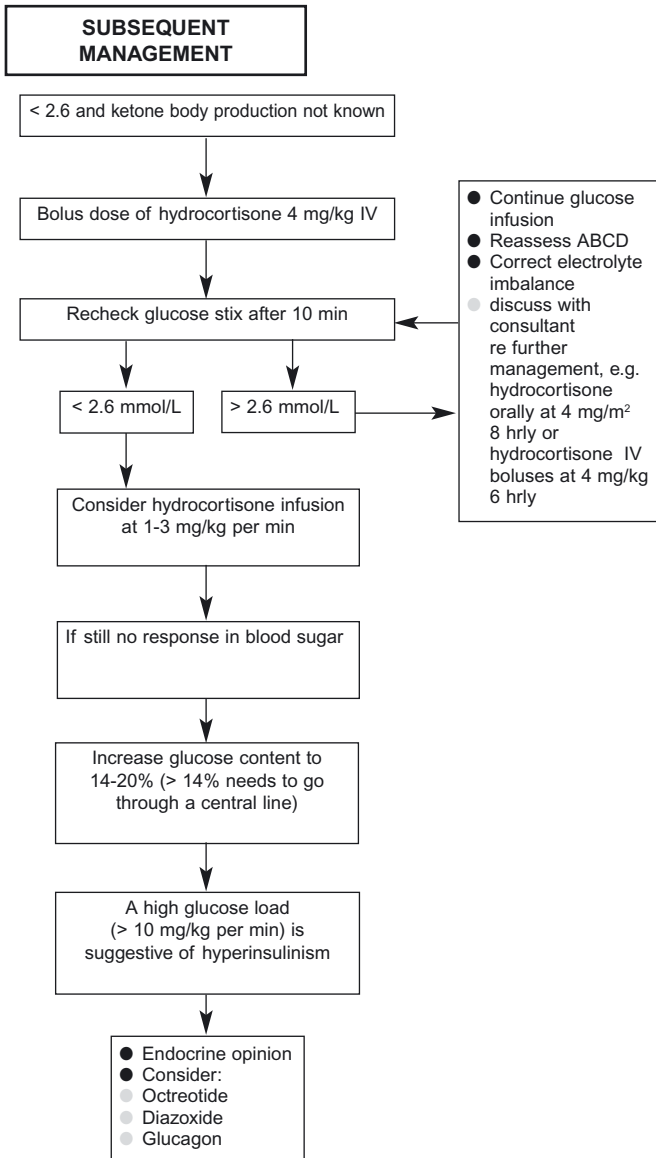 SUBSEQUENT
MANAGEMENT
< 2.6 and ketone body production not known
Bolus dose of hydrocortisone 4 mg/kg IV
Recheck glucose stix after 10 min
< 2.6 mmol/L
> 2.6 mmol/L
● Continue glucose
infusion
● Reassess ABCD
● Correct electrolyte
imbalance
● discuss with
consultant
re further
management, e.g.
hydrocortisone
orally at 4 mg/m²
8 hrly or
hydrocortisone IV
boluses at 4 mg/kg
6 hrly
Consider hydrocortisone infusion
at 1-3 mg/kg per min
If still no response in blood sugar
Increase glucose content to
14-20% (> 14% needs to go
through a central line)
A high glucose load
(> 10 mg/kg per min) is
suggestive of hyperinsulinism
● Endocrine opinion
● Consider:
● Octreotide
● Diazoxide
● Glucagon